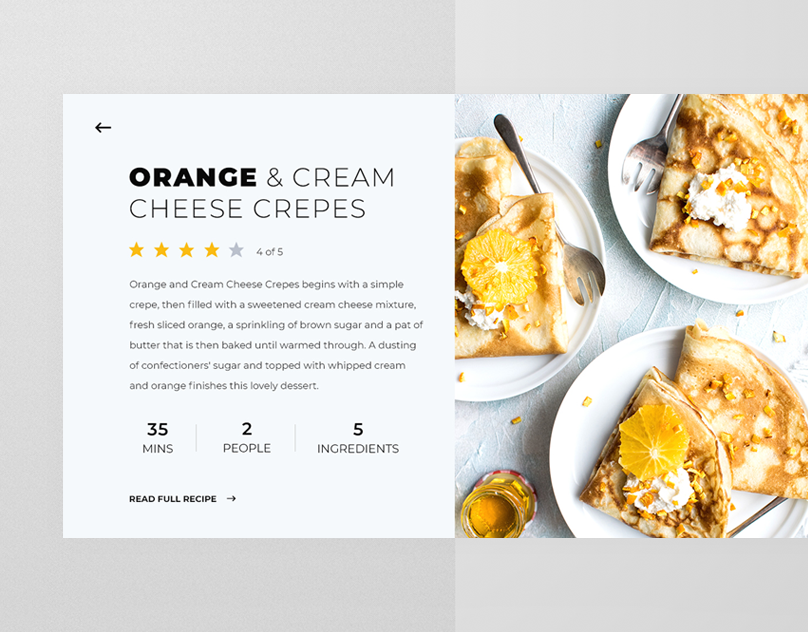 ORANGE & CREAM
CHEESE CREPES
4 of 5
Orange and Cream Cheese Crepes begins with a simple
crepe, then filled with a sweetened cream cheese mixture,
fresh sliced orange, a sprinkling of brown sugar and a pat of
butter that is then baked until warmed through. A dusting
of confectioners' sugar and topped with whipped cream
and orange finishes this lovely dessert.
35 2 5
MINS PEOPLE INGREDIENTS
READ FULL RECIPE